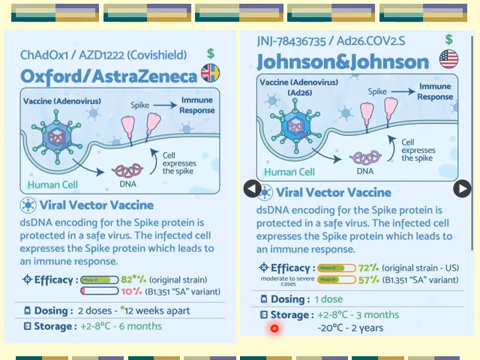 ChAdOx1 / AZD1222 (Covishield) $
Oxford/AstraZeneca
Vaccine (Adenovirus)
Spike
Immune
Response
Cell
expresses
the spike
Human Cell
DNA
Viral Vector Vaccine
dsDNA encoding for the Spike protein is
protected in a safe virus. The infected cell
expresses the Spike protein which leads to
an immune response.
Efficacy : 82*% (original strain)
10% (B1.351 "SA" variant)
Dosing : 2 doses - *12 weeks apart
Storage : +2-8°C - 6 months
JNJ-78436735 / Ad26.COV2.S $
Johnson&Johnson
Vaccine (Adenovirus)
(Ad26)
Spike
Immune
Response
Cell
expresses
the spike
Human Cell
DNA
Viral Vector Vaccine
dsDNA encoding for the Spike protein is
protected in a safe virus. The infected cell
expresses the Spike protein which leads to
an immune response.
Efficacy : 72% (original strain - US)
moderate to severe
cases
57% (B1.351 "SA" variant)
Dosing : 1 dose
Storage : +2-8°C - 3 months
-20°C - 2 years